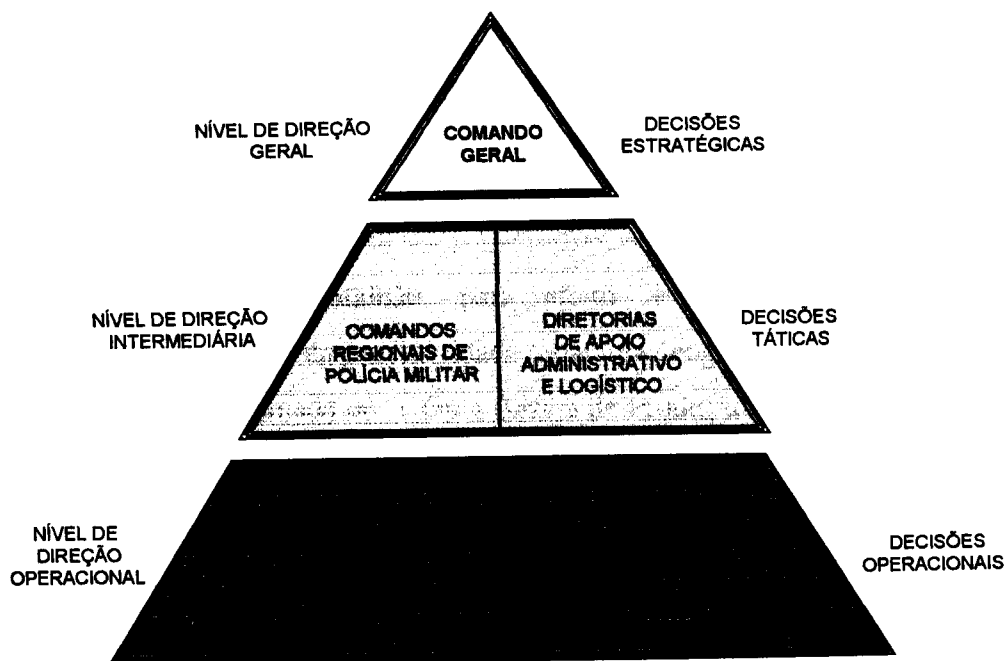 NÍVEL DE DIREÇÃO
GERAL
COMANDO
GERAL
DECISÕES
ESTRATÉGICAS
NÍVEL DE DIREÇÃO
INTERMEDIÁRIA
COMANDOS
REGIONAIS DE
POLÍCIA MILITAR
DIRETORIAS
DE APOIO
ADMINISTRATIVO
E LOGÍSTICO
DECISÕES
TÁTICAS
NÍVEL DE
DIREÇÃO
OPERACIONAL
DECISÕES
OPERACIONAIS